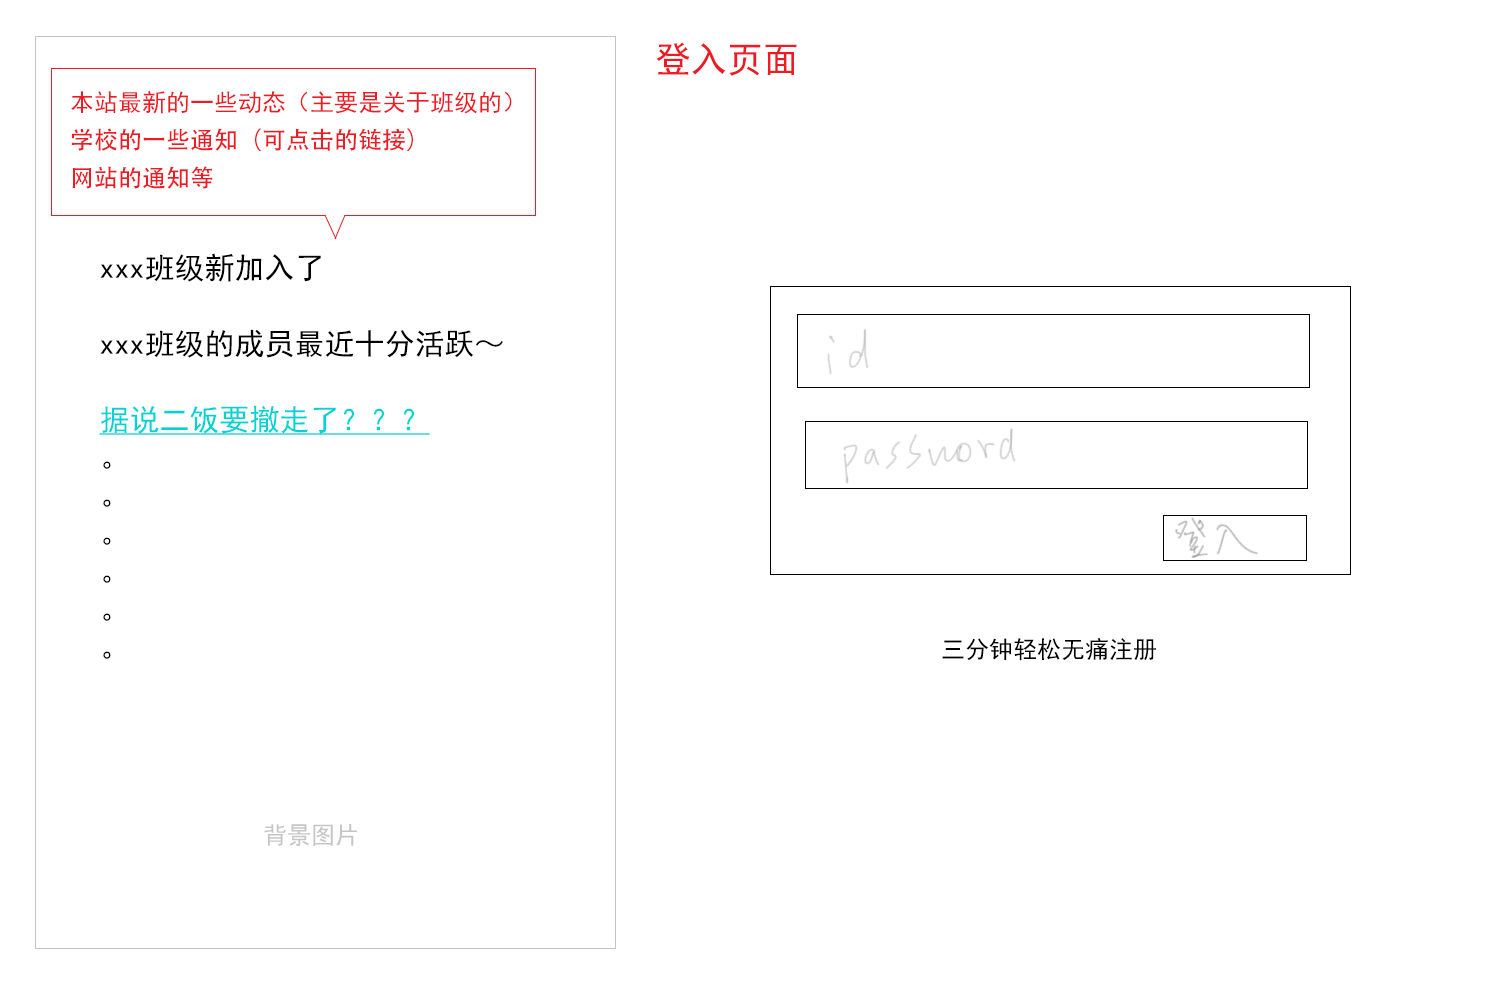 登入页面
本站最新的一些动态（主要是关于班级的）
学校的一些通知（可点击的链接）
网站的通知等
xxx班级新加入了
xxx班级的成员最近十分活跃～
据说二饭要撤走了？？？
。
。
。
。
。
。
背景图片
id
password
登入
三分钟轻松无痛注册